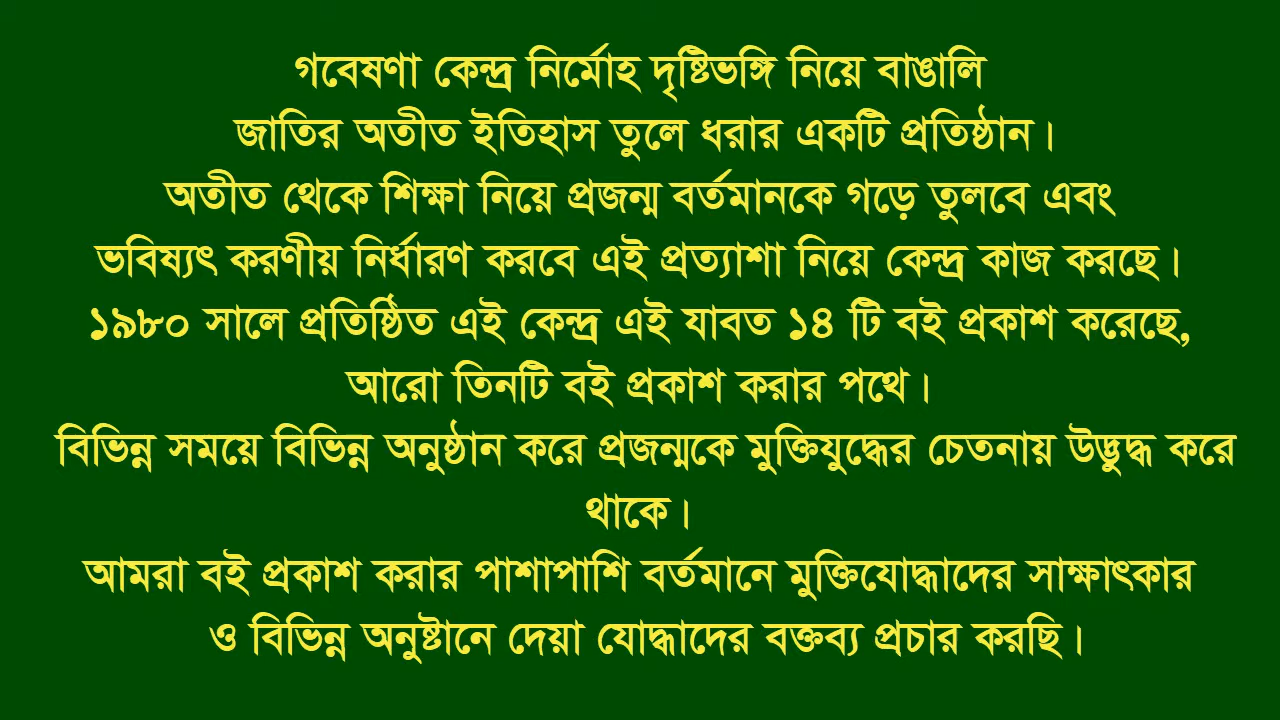 গবেষণা কেন্দ্র নির্মোহ দৃষ্টিভঙ্গি নিয়ে বাঙালি
জাতির অতীত ইতিহাস তুলে ধরার একটি প্রতিষ্ঠান।
অতীত থেকে শিক্ষা নিয়ে প্রজন্ম বর্তমানকে গড়ে তুলবে এবং
ভবিষ্যৎ করণীয় নির্ধারণ করবে এই প্রত্যাশা নিয়ে কেন্দ্র কাজ করছে।
১৯৮০ সালে প্রতিষ্ঠিত এই কেন্দ্র এই যাবত ১৪ টি বই প্রকাশ করেছে,
আরো তিনটি বই প্রকাশ করার পথে।
বিভিন্ন সময়ে বিভিন্ন অনুষ্ঠান করে প্রজন্মকে মুক্তিযুদ্ধের চেতনায় উদ্ভুদ্ধ করে
থাকে।
আমরা বই প্রকাশ করার পাশাপাশি বর্তমানে মুক্তিযোদ্ধাদের সাক্ষাৎকার
ও বিভিন্ন অনুষ্টানে দেয়া যোদ্ধাদের বক্তব্য প্রচার করছি।